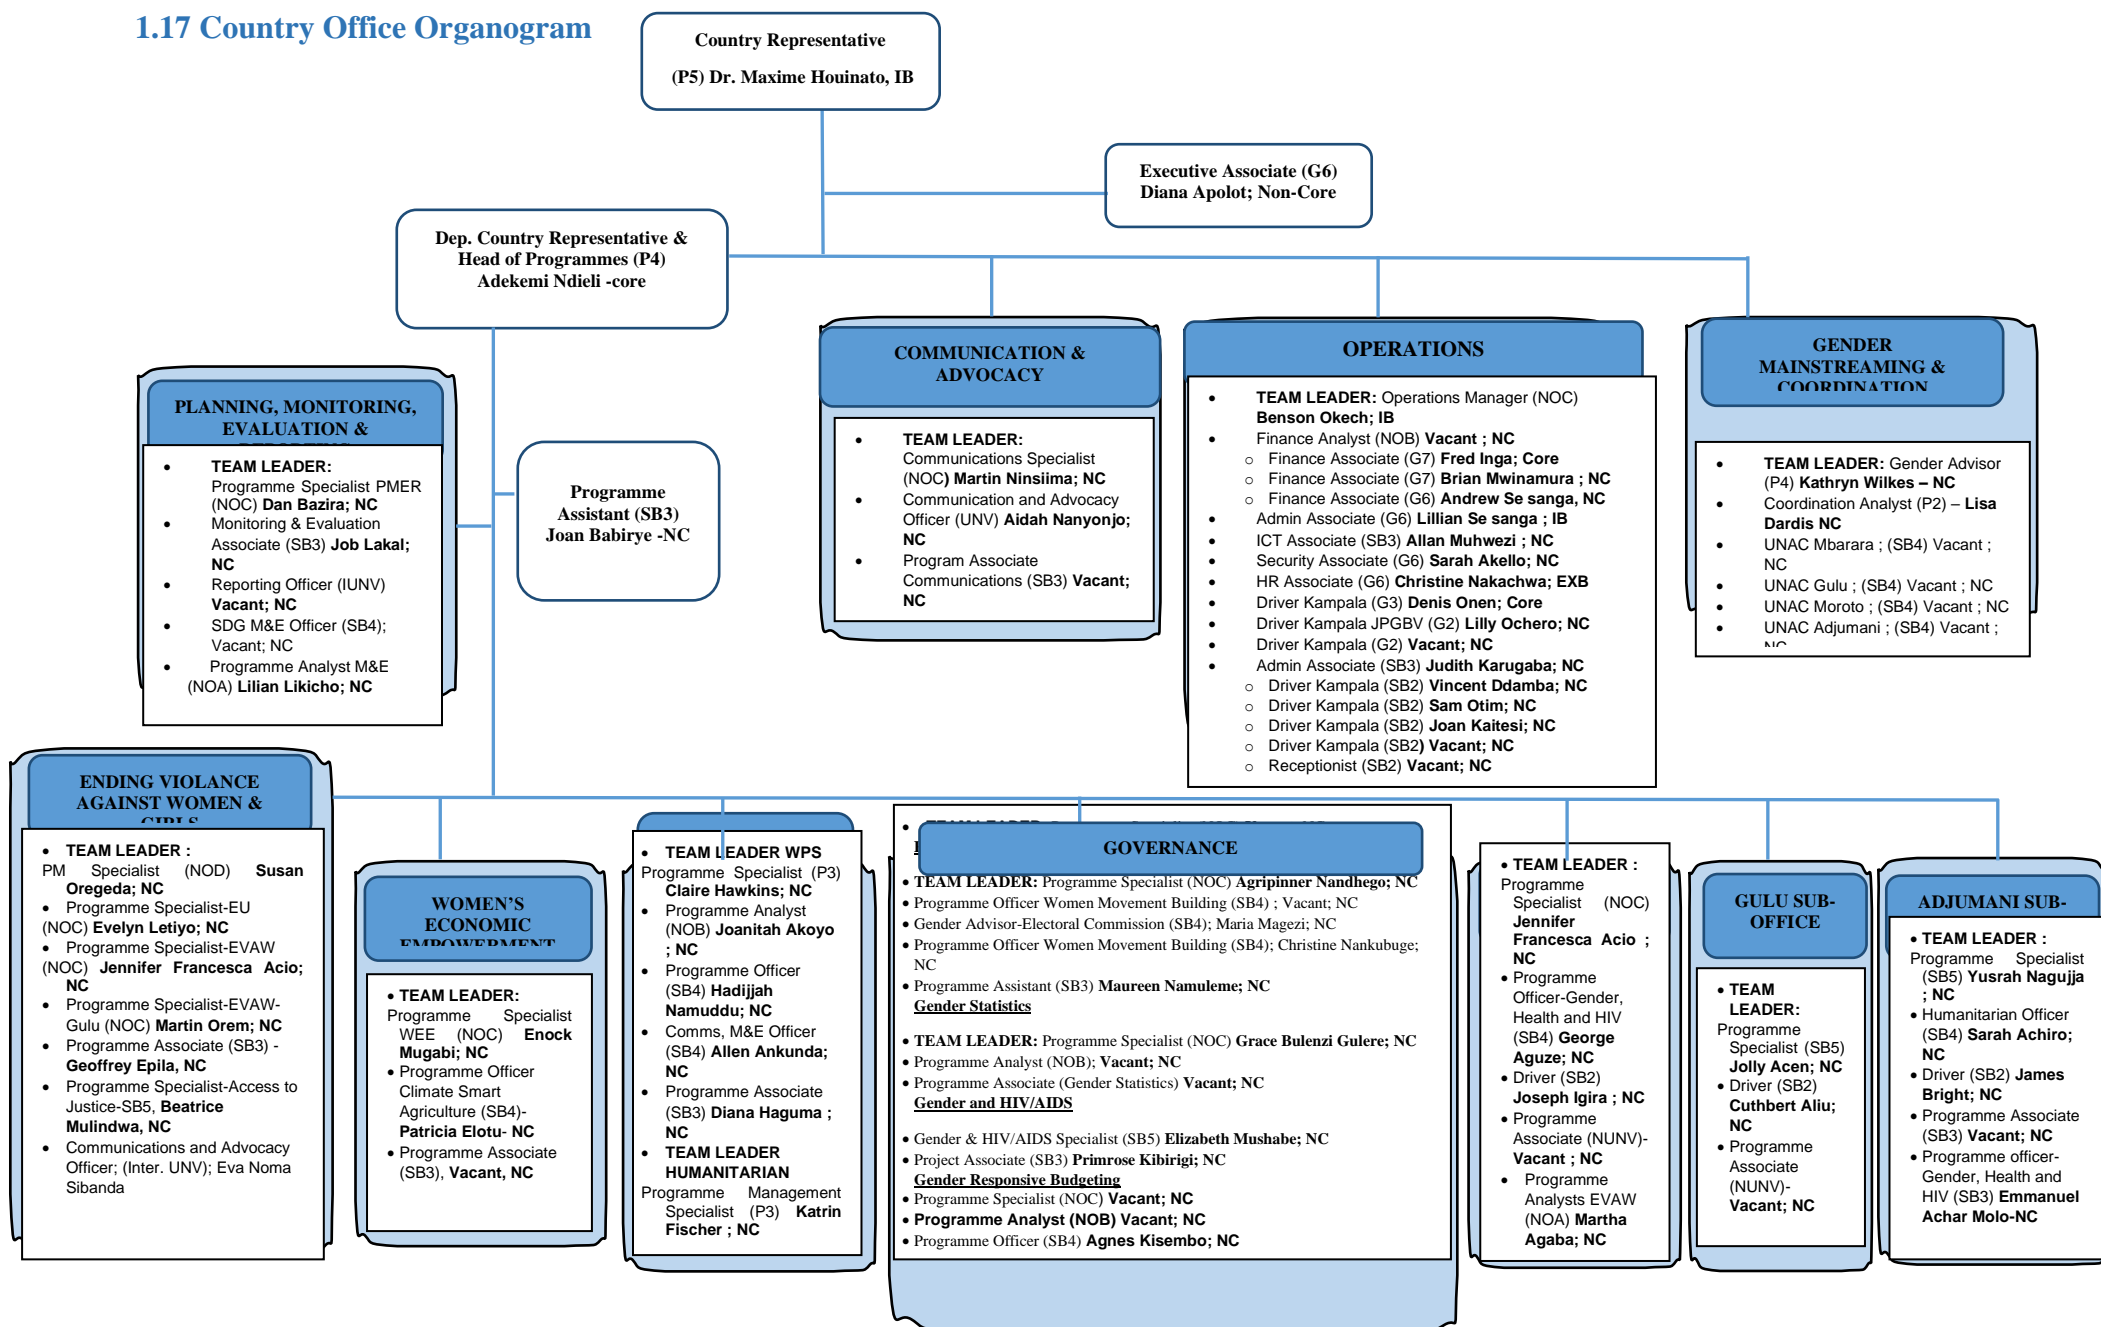 1.17 Country Office Organogram
Country Representative
(P5) Dr. Maxime Houinato, IB
Executive Associate (G6)
Diana Apolot; Non-Core
Dep. Country Representative &
Head of Programmes (P4)
Adekemi Ndieli -core
PLANNING, MONITORING,
EVALUATION &
• TEAM LEADER:
Programme Specialist PMER
(NOC) Dan Bazira; NC
• Monitoring & Evaluation
Associate (SB3) Job Lakal;
NC
• Reporting Officer (IUNV)
Vacant; NC
• SDG M&E Officer (SB4);
Vacant; NC
• Programme Analyst M&E
(NOA) Lilian Likicho; NC
Programme
Assistant (SB3)
Joan Babirye -NC
COMMUNICATION &
ADVOCACY
• TEAM LEADER:
Communications Specialist
(NOC) Martin Ninsiima; NC
• Communication and Advocacy
Officer (UNV) Aidah Nanyonjo;
NC
• Program Associate
Communications (SB3) Vacant;
NC
OPERATIONS
• TEAM LEADER: Operations Manager (NOC)
Benson Okech; IB
• Finance Analyst (NOB) Vacant ; NC
o Finance Associate (G7) Fred Inga; Core
o Finance Associate (G7) Brian Mwinamura ; NC
o Finance Associate (G6) Andrew Se sanga, NC
• Admin Associate (G6) Lillian Se sanga ; IB
• ICT Associate (SB3) Allan Muhwezi ; NC
• Security Associate (G6) Sarah Akello; NC
• HR Associate (G6) Christine Nakachwa; EXB
• Driver Kampala (G3) Denis Onen; Core
• Driver Kampala JPGBV (G2) Lilly Ochero; NC
• Driver Kampala (G2) Vacant; NC
• Admin Associate (SB3) Judith Karugaba; NC
o Driver Kampala (SB2) Vincent Ddamba; NC
o Driver Kampala (SB2) Sam Otim; NC
o Driver Kampala (SB2) Joan Kaitesi; NC
o Driver Kampala (SB2) Vacant; NC
o Receptionist (SB2) Vacant; NC
GENDER
MAINSTREAMING &
COORDINATION
• TEAM LEADER: Gender Advisor
(P4) Kathryn Wilkes – NC
• Coordination Analyst (P2) – Lisa
Dardis NC
• UNAC Mbarara ; (SB4) Vacant ;
NC
• UNAC Gulu ; (SB4) Vacant ; NC
• UNAC Moroto ; (SB4) Vacant ; NC
• UNAC Adjumani ; (SB4) Vacant ;
NC
ENDING VIOLANCE
AGAINST WOMEN &
GIRLS
• TEAM LEADER :
PM Specialist (NOD) Susan
Oregeda; NC
• Programme Specialist-EU
(NOC) Evelyn Letiyo; NC
• Programme Specialist-EVAW
(NOC) Jennifer Francesca Acio;
NC
• Programme Specialist-EVAW-
Gulu (NOC) Martin Orem; NC
• Programme Associate (SB3) -
Geoffrey Epila, NC
• Programme Specialist-Access to
Justice-SB5, Beatrice
Mulindwa, NC
• Communications and Advocacy
Officer; (Inter. UNV); Eva Noma
Sibanda
WOMEN'S
ECONOMIC
EMPOWERMENT
• TEAM LEADER:
Programme Specialist
WEE (NOC) Enock
Mugabi; NC
• Programme Officer
Climate Smart
Agriculture (SB4)-
Patricia Elotu- NC
• Programme Associate
(SB3), Vacant, NC
• TEAM LEADER WPS
Programme Specialist (P3)
Claire Hawkins; NC
• Programme Analyst
(NOB) Joanitah Akoyo
; NC
• Programme Officer
(SB4) Hadijjah
Namuddu; NC
• Comms, M&E Officer
(SB4) Allen Ankunda;
NC
• Programme Associate
(SB3) Diana Haguma ;
NC
• TEAM LEADER
HUMANITARIAN
Programme Management
Specialist (P3) Katrin
Fischer ; NC
GOVERNANCE
• TEAM LEADER: Programme Specialist (NOC) Agripinner Nandhego; NC
• Programme Officer Women Movement Building (SB4) ; Vacant; NC
• Gender Advisor-Electoral Commission (SB4); Maria Magezi; NC
• Programme Officer Women Movement Building (SB4); Christine Nankubuge;
NC
• Programme Assistant (SB3) Maureen Namuleme; NC
Gender Statistics
• TEAM LEADER: Programme Specialist (NOC) Grace Bulenzi Gulere; NC
• Programme Analyst (NOB); Vacant; NC
• Programme Associate (Gender Statistics) Vacant; NC
Gender and HIV/AIDS
• Gender & HIV/AIDS Specialist (SB5) Elizabeth Mushabe; NC
• Project Associate (SB3) Primrose Kibirigi; NC
Gender Responsive Budgeting
• Programme Specialist (NOC) Vacant; NC
• Programme Analyst (NOB) Vacant; NC
• Programme Officer (SB4) Agnes Kisembo; NC
• TEAM LEADER :
Programme
Specialist (NOC)
Jennifer
Francesca Acio ;
NC
• Programme
Officer-Gender,
Health and HIV
(SB4) George
Aguze; NC
• Driver (SB2)
Joseph Igira ; NC
• Programme
Associate (NUNV)-
Vacant ; NC
• Programme
Analysts EVAW
(NOA) Martha
Agaba; NC
GULU SUB-
OFFICE
• TEAM
LEADER:
Programme
Specialist (SB5)
Jolly Acen; NC
• Driver (SB2)
Cuthbert Aliu;
NC
• Programme
Associate
(NUNV)-
Vacant; NC
ADJUMANI SUB-
• TEAM LEADER :
Programme Specialist
(SB5) Yusrah Nagujja
; NC
• Humanitarian Officer
(SB4) Sarah Achiro;
NC
• Driver (SB2) James
Bright; NC
• Programme Associate
(SB3) Vacant; NC
• Programme officer-
Gender, Health and
HIV (SB3) Emmanuel
Achar Molo-NC